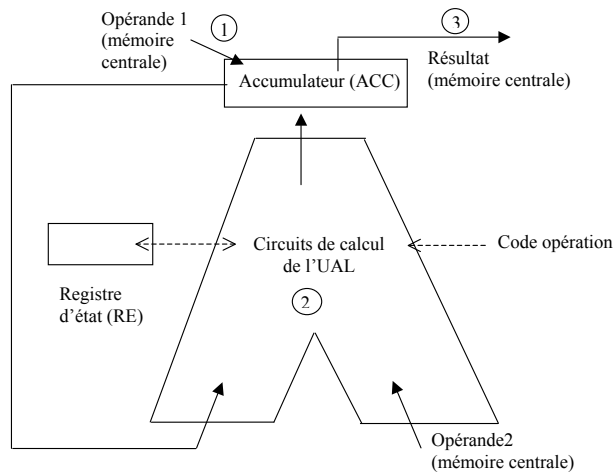 Opérande 1
(mémoire
centrale)
1
3
Accumulateur (ACC)
Résultat
(mémoire centrale)
Circuits de calcul
de l'UAL
2
Code opération
Registre
d'état (RE)
Opérande2
(mémoire centrale)